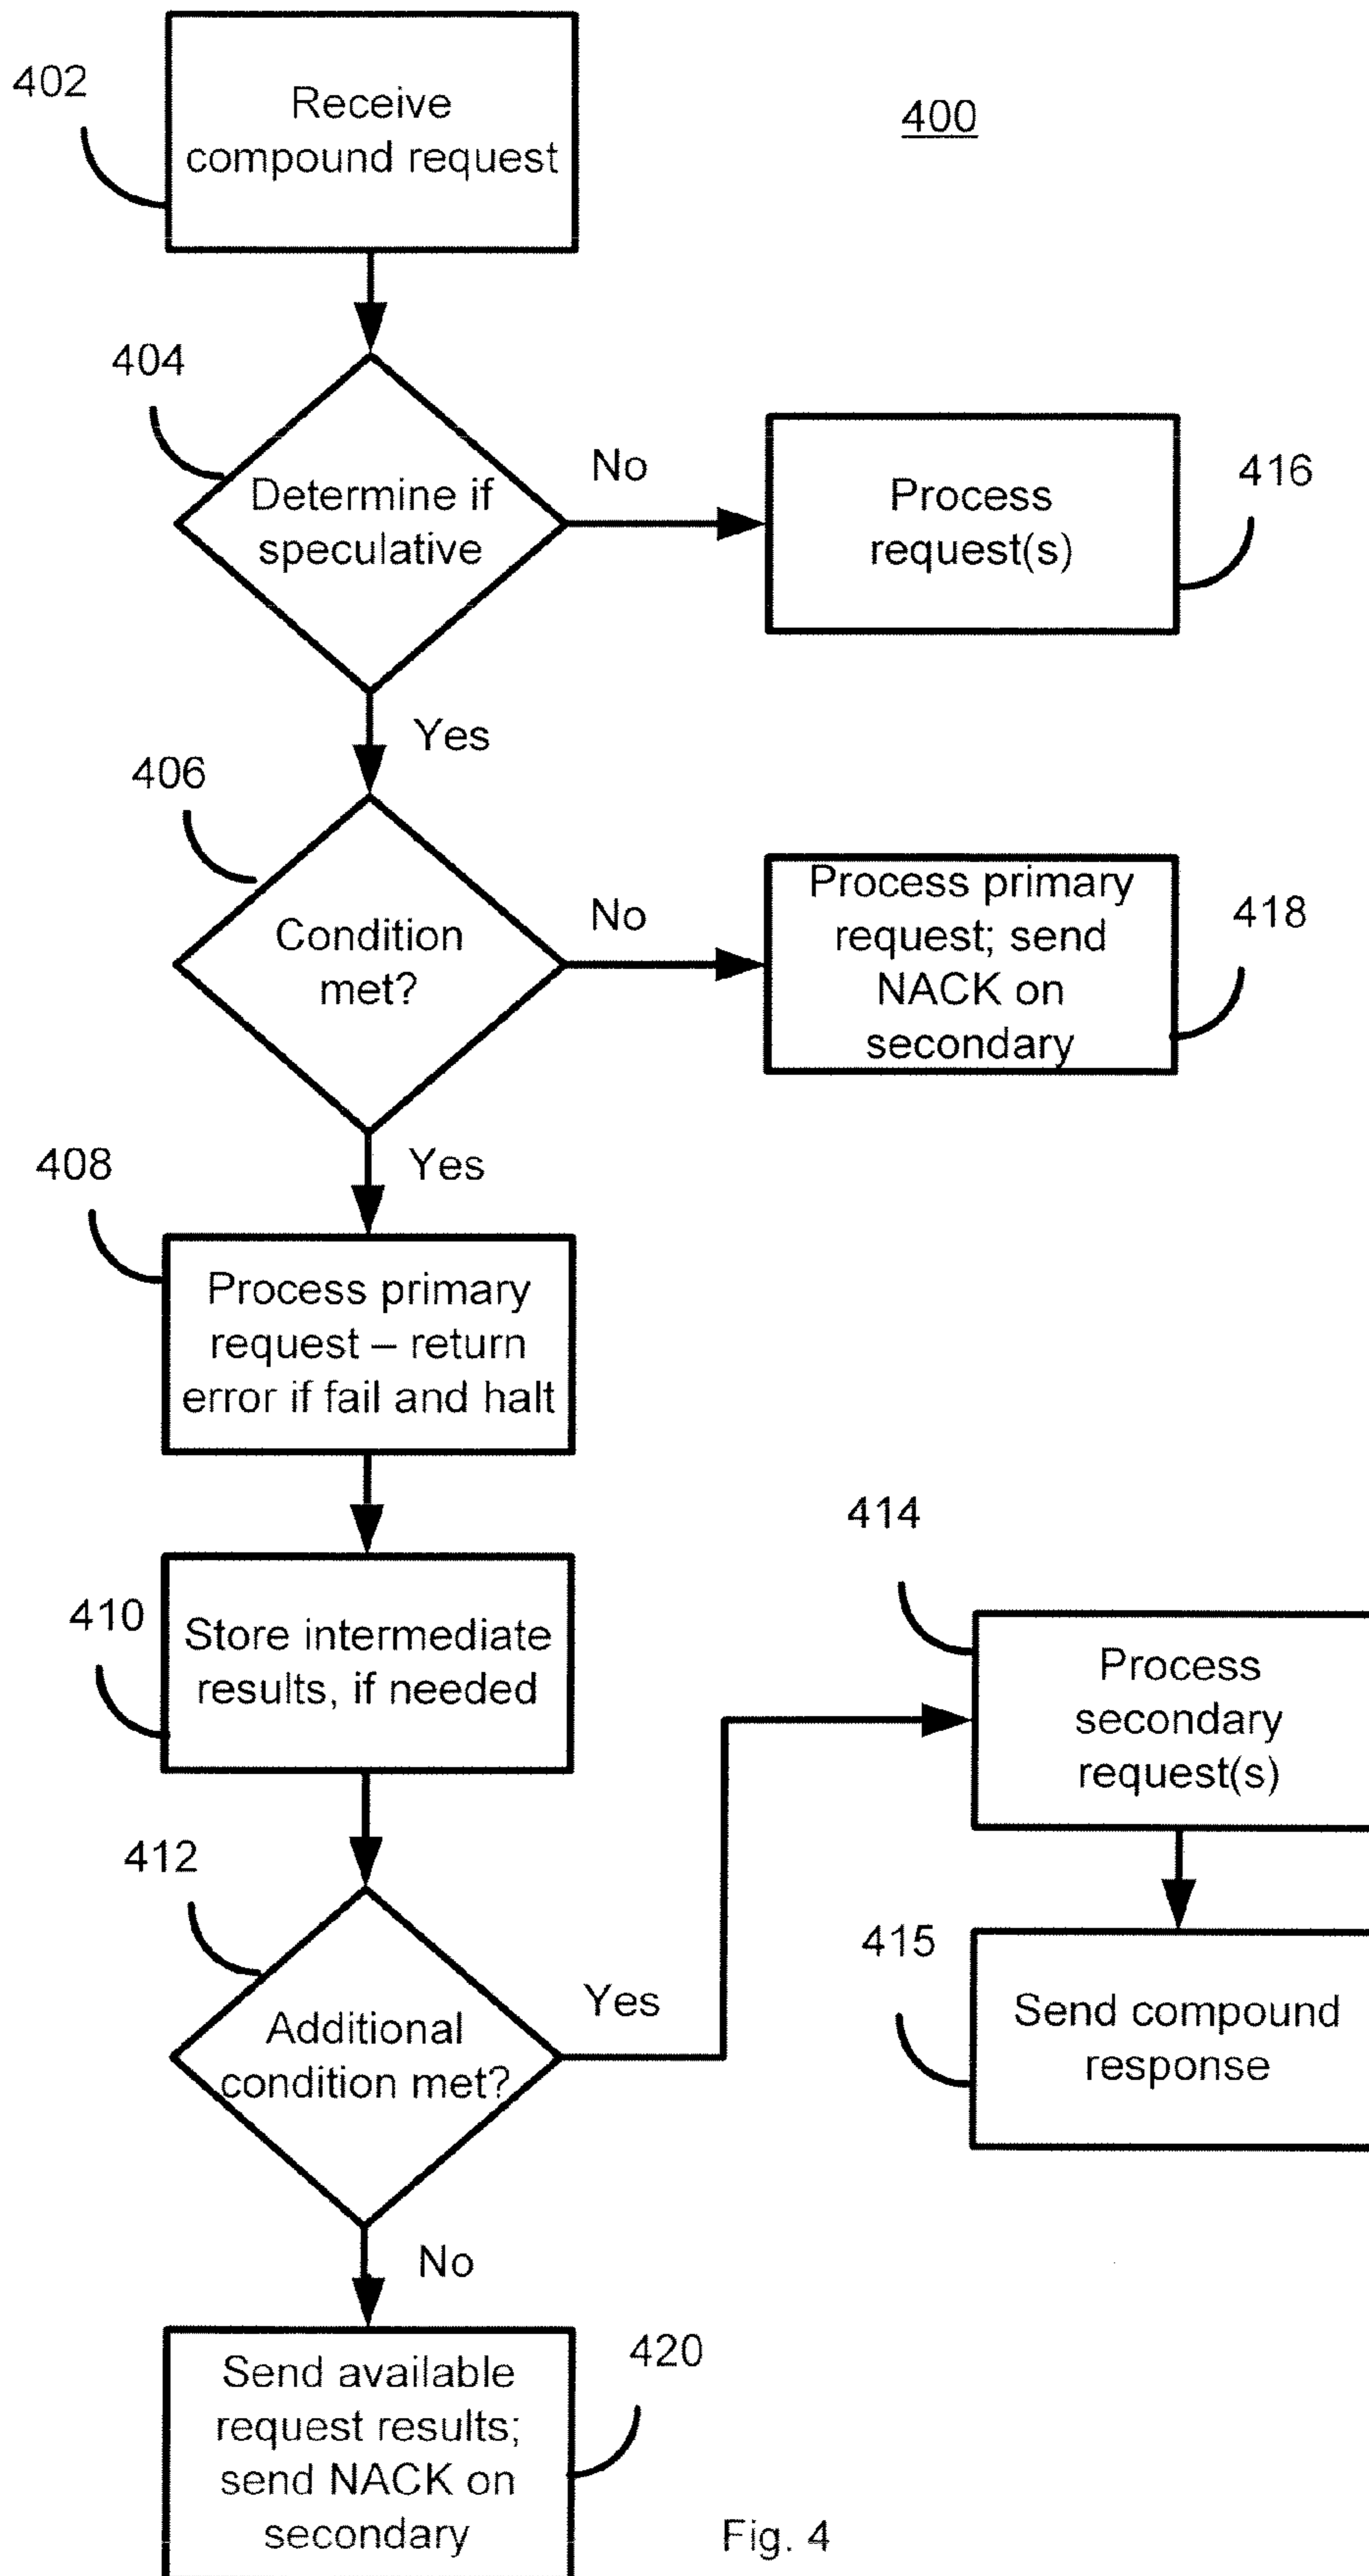 402
Receive
compound request
400
404
Determine if
speculative
No
Process
request(s)
416
Yes
406
Condition
met?
No
Process primary
request; send
NACK on
secondary
418
Yes
408
Process primary
request – return
error if fail and halt
410
Store intermediate
results, if needed
414
Process
secondary
request(s)
412
Additional
condition met?
Yes
415
Send compound
response
No
420
Send available
request results;
send NACK on
secondary
Fig. 4